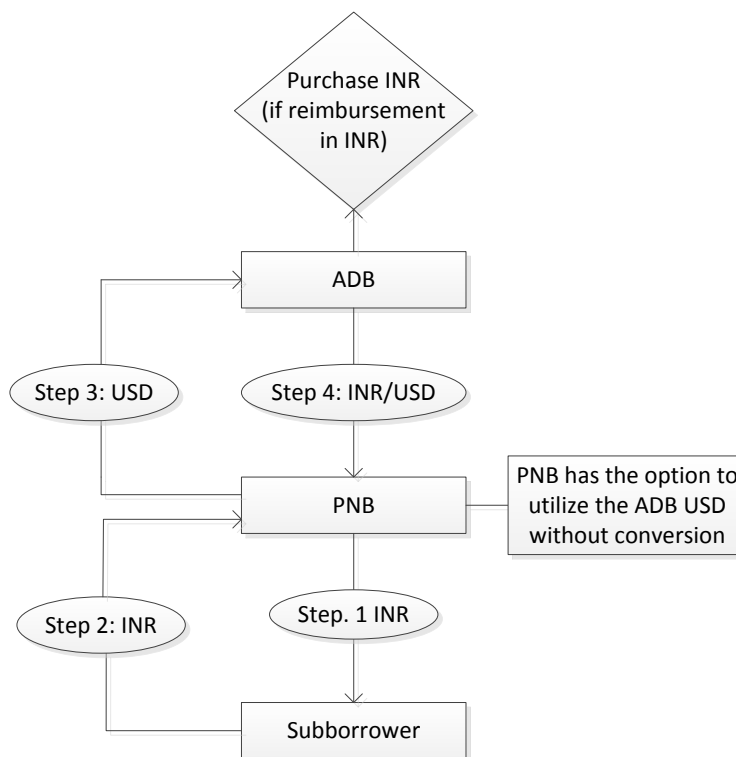 Purchase INR
(if reimbursement
in INR)
ADB
Step 3: USD
Step 4: INR/USD
PNB
PNB has the option to
utilize the ADB USD
without conversion
Step 2: INR
Step. 1 INR
Subborrower